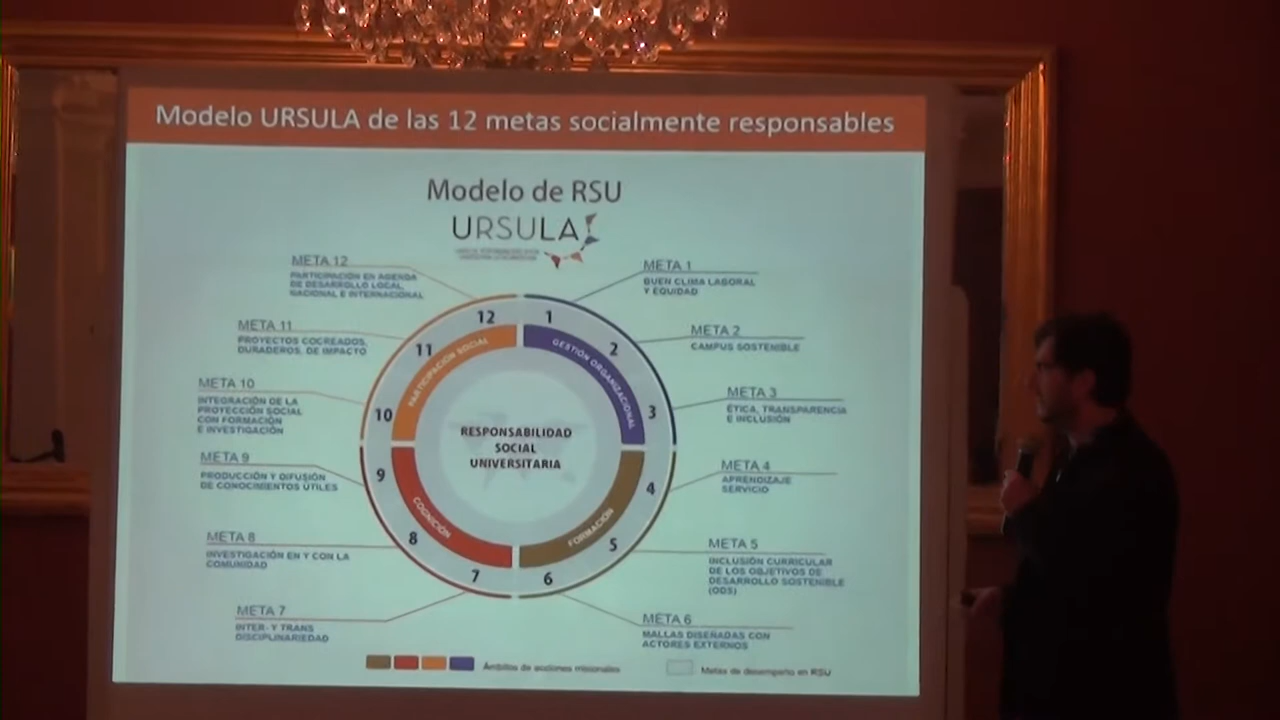 Modelo URSULA de las 12 metas socialmente responsables
Modelo de RSU
URSULA
META 12
PARTICIPACIÓN EN AGENDA
DE DESARROLLO LOCAL,
NACIONAL E INTERNACIONAL
META 11
PROYECTOS COCREADOS,
DURADEROS, DE IMPACTO
META 10
INTEGRACIÓN DE LA
PROYECCIÓN SOCIAL
CON FORMACIÓN
E INVESTIGACIÓN
META 9
PRODUCCIÓN Y DIFUSIÓN
DE CONOCIMIENTOS ÚTILES
META 8
INVESTIGACIÓN EN Y CON LA
COMUNIDAD
META 7
INTER- Y TRANS
DISCIPLINARIEDAD
META 1
BUEN CLIMA LABORAL
Y EQUIDAD
META 2
CAMPUS SOSTENIBLE
META 3
ÉTICA, TRANSPARENCIA
E INCLUSIÓN
META 4
APRENDIZAJE
SERVICIO
META 5
INCLUSIÓN CURRICULAR
DE LOS OBJETIVOS DE
DESARROLLO SOSTENIBLE
(ODS)
META 6
MALLAS DISEÑADAS CON
ACTORES EXTERNOS
12
1
11
2
10
3
9
4
8
5
7
6
PARTICIPACIÓN SOCIAL
GESTIÓN ORGANIZACIONAL
COGNICIÓN
FORMACIÓN
RESPONSABILIDAD
SOCIAL
UNIVERSITARIA
Ámbitos de acciones misionales
Metas de desempeño en RSU